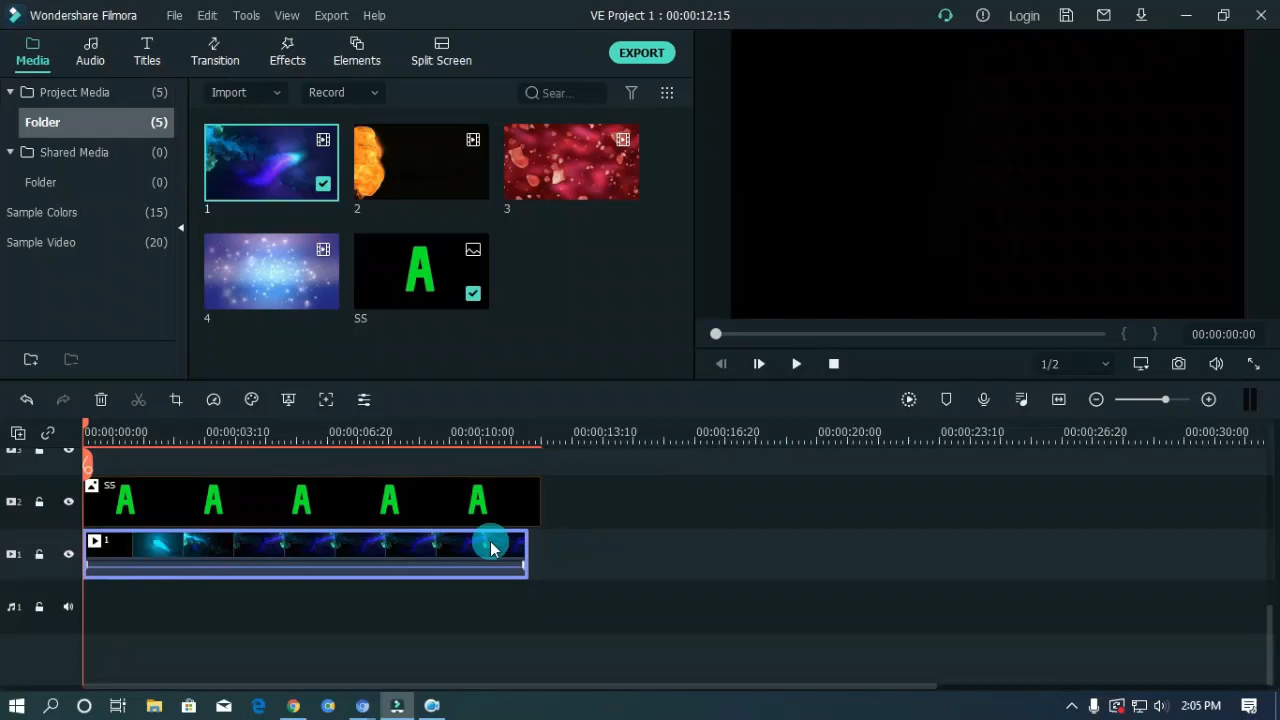 Wondershare Filmora File Edit Tools View Export Help VE Project 1 : 00:00:12:15 Login
Media Audio Titles Transition Effects Elements Split Screen EXPORT
Project Media (5)
Folder (5)
Shared Media (0)
Folder (0)
Sample Colors (15)
Sample Video (20)
Import Record Sear...
1 2 3
A
4 SS
00:00:00:00
1/2
00:00:00:00 00:00:03:10 00:00:06:20 00:00:10:00 00:00:13:10 00:00:16:20 00:00:20:00 00:00:23:10 00:00:26:20 00:00:30:00
3
2 SS A A A A A
1 1
1
2:05 PM